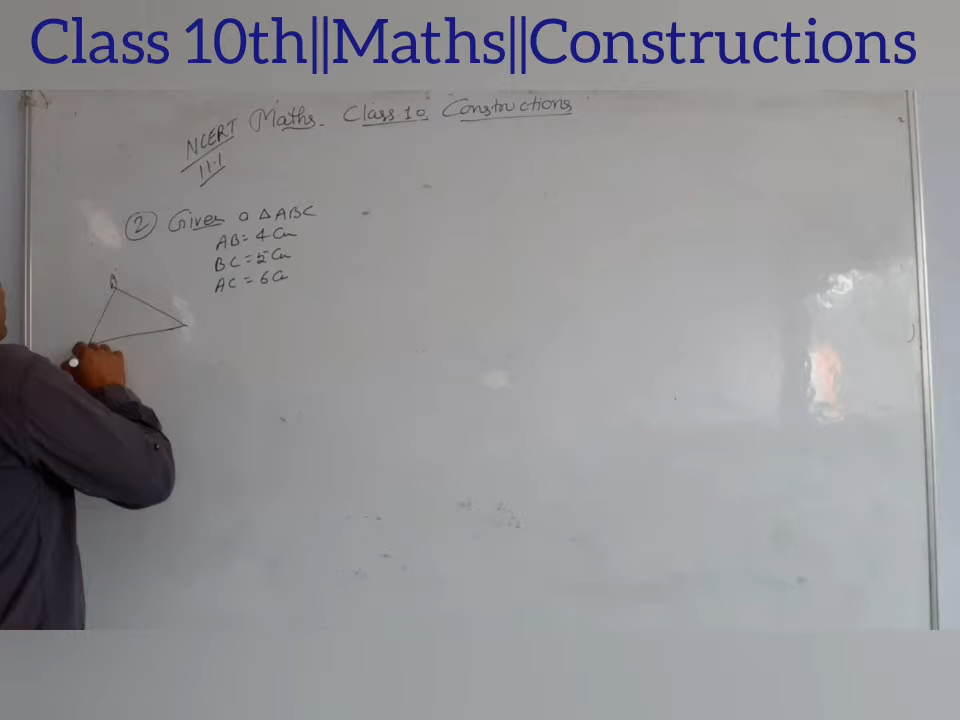 Class 10th||Maths||Constructions
NCERT Maths. Class 10. Constructions
11.1
② Given a △ ABC
AB = 4 Cm
BC = 5 Cm
AC = 6 Cm
A